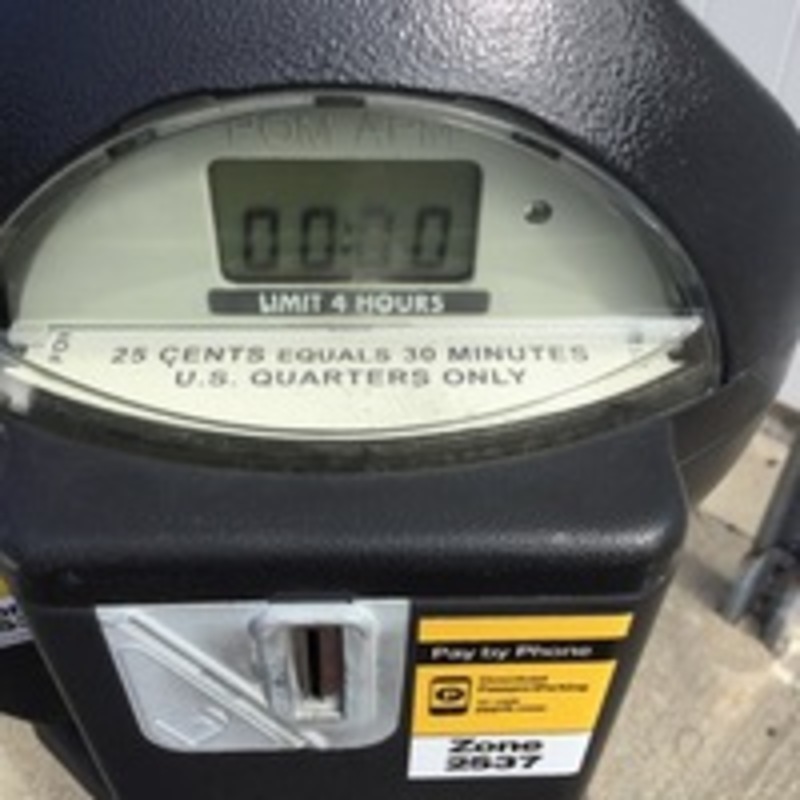 POM APM
00:00
LIMIT 4 HOURS
25 CENTS EQUALS 30 MINUTES
U.S. QUARTERS ONLY
Pay by Phone
Zone
2537